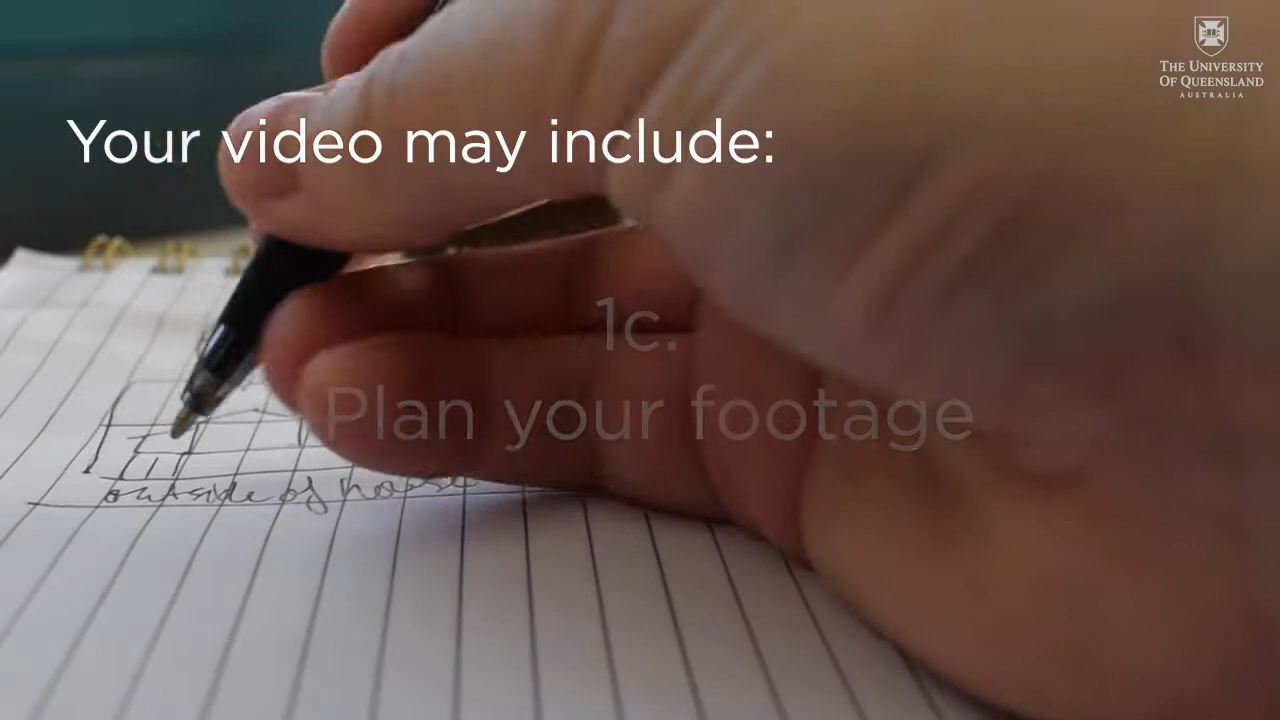 Your video may include:
THE UNIVERSITY
OF QUEENSLAND
AUSTRALIA
1c.
Plan your footage
outside of house